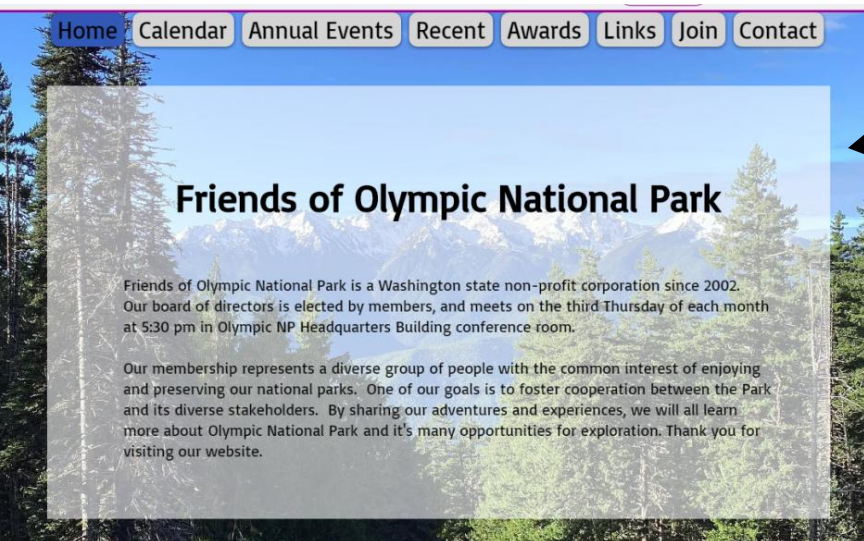 Home Calendar Annual Events Recent Awards Links Join Contact
Friends of Olympic National Park
Friends of Olympic National Park is a Washington state non-profit corporation since 2002.
Our board of directors is elected by members, and meets on the third Thursday of each month
at 5:30 pm in Olympic NP Headquarters Building conference room.
Our membership represents a diverse group of people with the common interest of enjoying
and preserving our national parks.  One of our goals is to foster cooperation between the Park
and its diverse stakeholders.  By sharing our adventures and experiences, we will all learn
more about Olympic National Park and it's many opportunities for exploration. Thank you for
visiting our website.